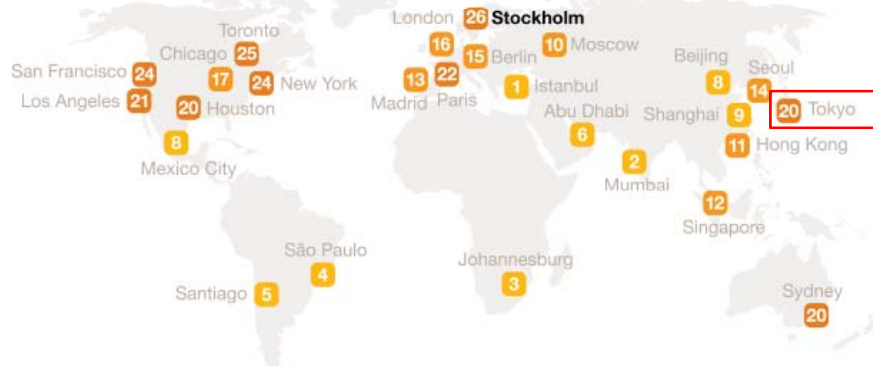 London 26 Stockholm
Toronto
25
16
10 Moscow
Chicago
17
15 Berlin
Beijing
8
Seoul
14
San Francisco 24
24 New York
13
Madrid
22
Paris
1 Istanbul
Los Angeles 21
20 Houston
Abu Dhabi
6
Shanghai 9
20 Tokyo
8
Mexico City
2
Mumbai
11 Hong Kong
12
Singapore
São Paulo
4
Johannesburg
3
Santiago 5
Sydney
20